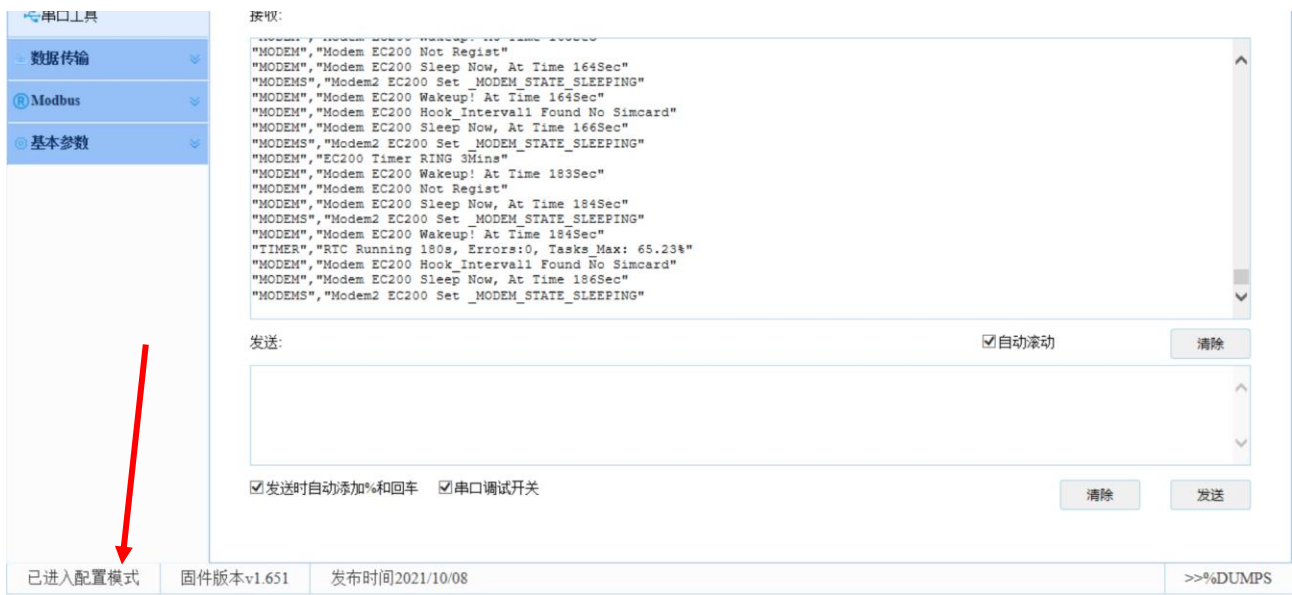 串口工具
接收:
数据传输
Modbus
基本参数
"MODEM","Modem EC200 Not Regist"
"MODEM","Modem EC200 Sleep Now, At Time 164Sec"
"MODEMS","Modem2 EC200 Set _MODEM_STATE_SLEEPING"
"MODEM","Modem EC200 Wakeup! At Time 164Sec"
"MODEM","Modem EC200 Hook_Interval1 Found No Simcard"
"MODEM","Modem EC200 Sleep Now, At Time 166Sec"
"MODEMS","Modem2 EC200 Set _MODEM_STATE_SLEEPING"
"MODEM","EC200 Timer RING 3Mins"
"MODEM","Modem EC200 Wakeup! At Time 183Sec"
"MODEM","Modem EC200 Not Regist"
"MODEM","Modem EC200 Sleep Now, At Time 184Sec"
"MODEMS","Modem2 EC200 Set _MODEM_STATE_SLEEPING"
"MODEM","Modem EC200 Wakeup! At Time 184Sec"
"TIMER","RTC Running 180s, Errors:0, Tasks_Max: 65.23%"
"MODEM","Modem EC200 Hook_Interval1 Found No Simcard"
"MODEM","Modem EC200 Sleep Now, At Time 186Sec"
"MODEMS","Modem2 EC200 Set _MODEM_STATE_SLEEPING"
发送:
自动滚动
清除
发送时自动添加%和回车
串口调试开关
清除
发送
已进入配置模式
固件版本v1.651
发布时间2021/10/08
>>%DUMPS